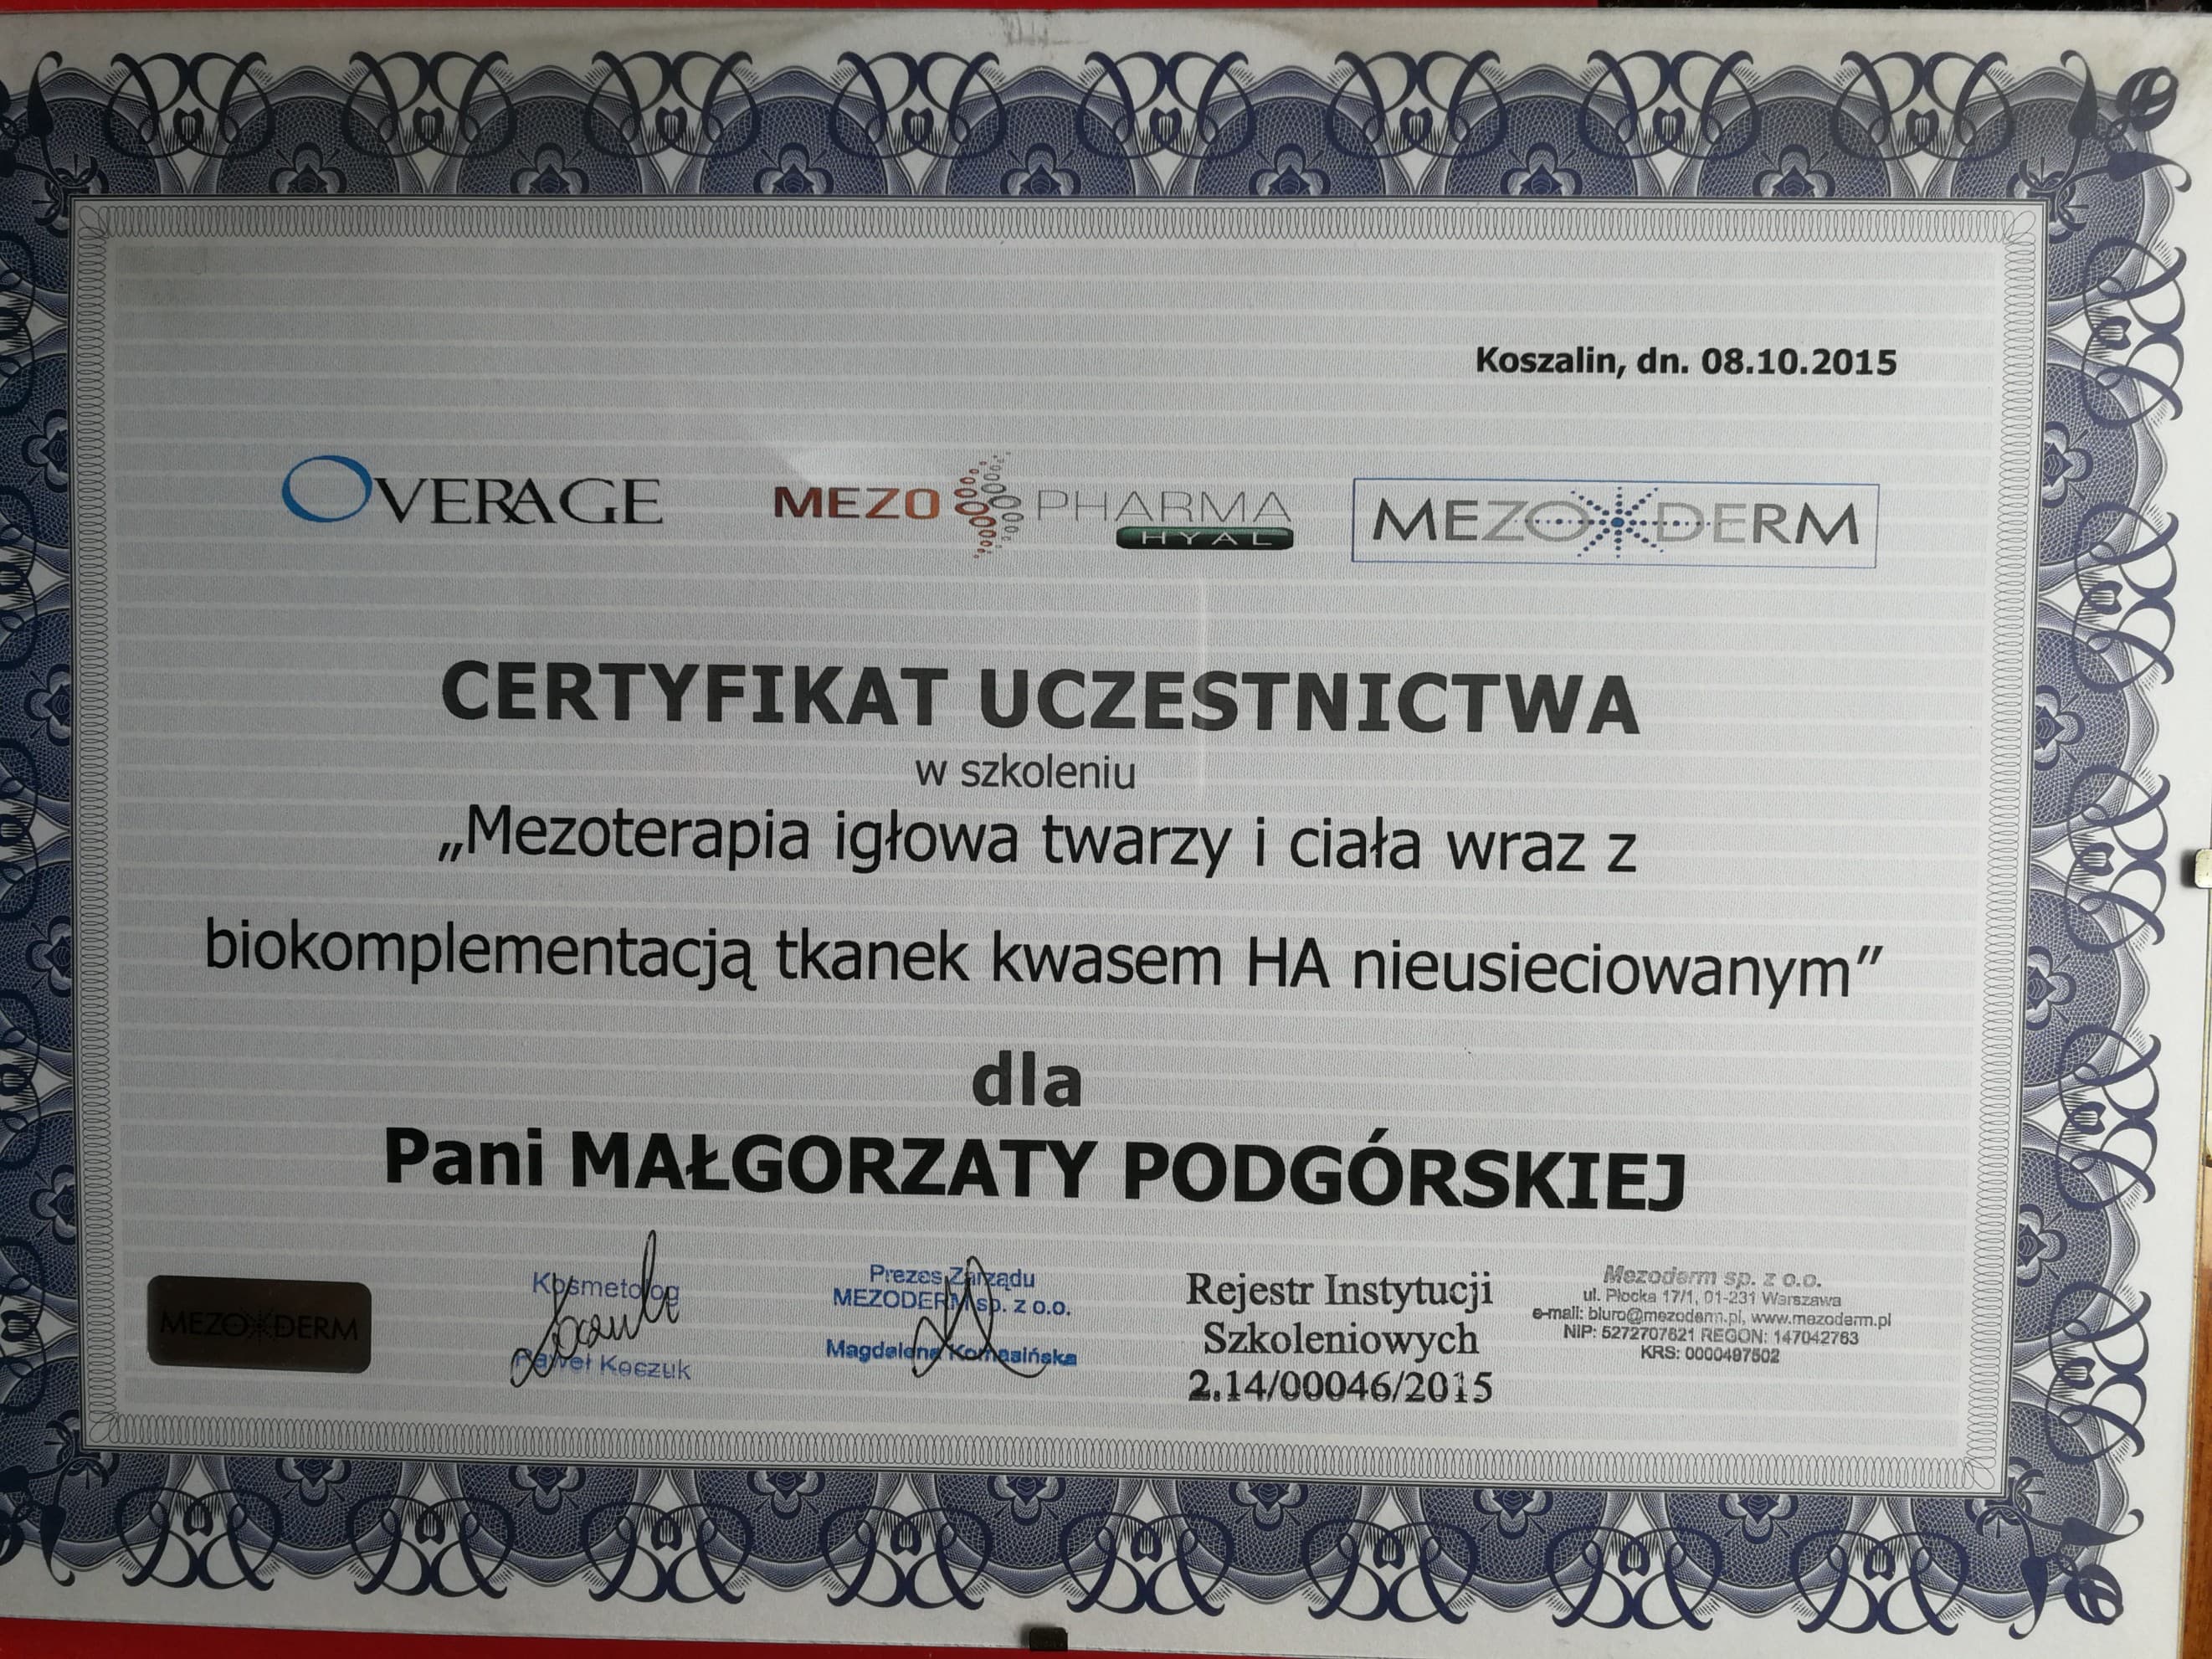 Koszalin, dn. 08.10.2015
OVERAGE
MEZO PHARMA
HYAL
MEZODERM
CERTYFIKAT UCZESTNICTWA
w szkoleniu
„Mezoterapia igłowa twarzy i ciała wraz z
biokomplementacją tkanek kwasem HA nieusieciowanym”
dla
Pani MAŁGORZATY PODGÓRSKIEJ
MEZODERM
Kosmetolog
Paweł Koczuk
Prezes Zarządu
MEZODERM sp. z o.o.
Magdalena Komasińska
Rejestr Instytucji
Szkoleniowych
2.14/00046/2015
Mezoderm sp. z o.o.
ul. Płocka 17/1, 01-231 Warszawa
e-mail: biuro@mezoderm.pl, www.mezoderm.pl
NIP: 5272707821 REGON: 147042763
KRS: 0000497502